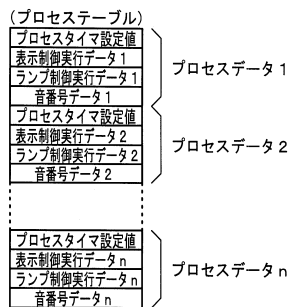 (プロセステーブル)
プロセスタイマ設定値
表示制御実行データ1
ランプ制御実行データ1
音番号データ1
プロセスデータ1
プロセスタイマ設定値
表示制御実行データ2
ランプ制御実行データ2
音番号データ2
プロセスデータ2
プロセスタイマ設定値
表示制御実行データn
ランプ制御実行データn
音番号データn
プロセスデータn